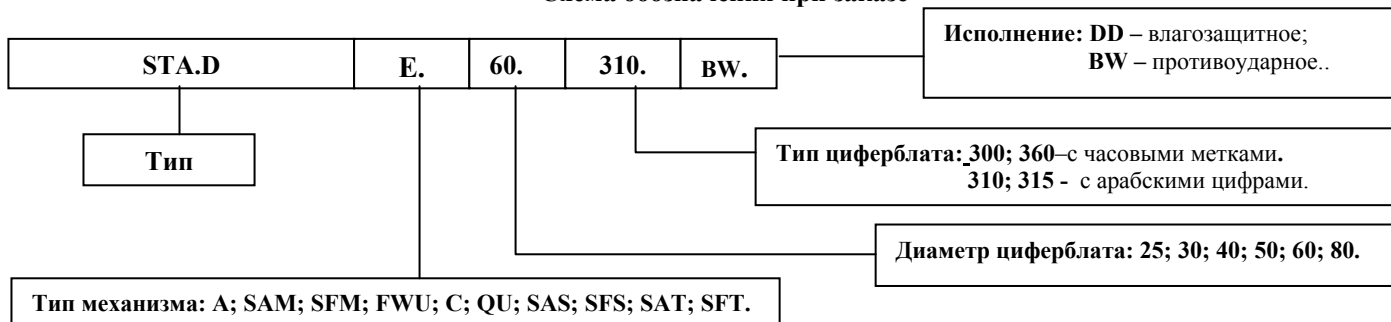 STA.D E. 60. 310. BW.
Исполнение: DD – влагозащитное;
BW – противоударное..
Тип
Тип циферблата: 300; 360–с часовыми метками.
310; 315 - с арабскими цифрами.
Диаметр циферблата: 25; 30; 40; 50; 60; 80.
Тип механизма: A; SAM; SFM; FWU; C; QU; SAS; SFS; SAT; SFT.